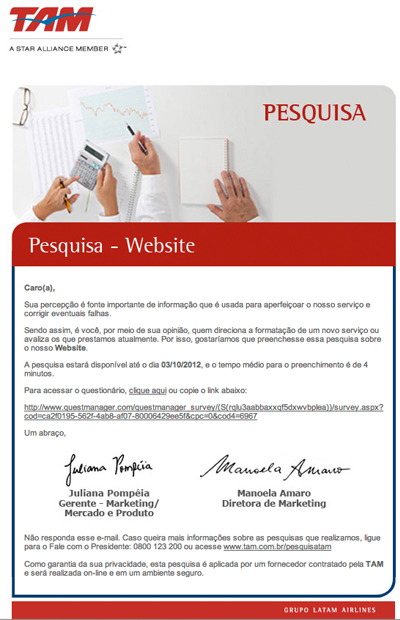 TAM
A STAR ALLIANCE MEMBER
PESQUISA
Pesquisa - Website
Caro(a),
Sua percepção é fonte importante de informação que é usada para aperfeiçoar o nosso serviço e
corrigir eventuais falhas.
Sendo assim, é você, por meio de sua opinião, quem direciona a formatação de um novo serviço ou
avaliza os que prestamos atualmente. Por isso, gostaríamos que preenchesse essa pesquisa sobre
o nosso Website.
A pesquisa estará disponível até o dia 03/10/2012, e o tempo médio para o preenchimento é de 4
minutos.
Para acessar o questionário, clique aqui ou copie o link abaixo:
http://www.questmanager.com/questmanager_survey/(S(rqlu3aabbaxxqf5dxwvbplea))/survey.aspx?
cod=ca2f0195-562f-4ab8-af07-80006429ee5f&cpc=0&cod4=6967
Um abraço,
Juliana Pompéia Manoela Amaro
Juliana Pompéia Manoela Amaro
Gerente - Marketing/ Diretora de Marketing
Mercado e Produto
Não responda esse e-mail. Caso queira mais informações sobre as pesquisas que realizamos, ligue
para o Fale com o Presidente: 0800 123 200 ou acesse www.tam.com.br/pesquisatam
Como garantia da sua privacidade, esta pesquisa é aplicada por um fornecedor contratado pela TAM
e será realizada on-line e em um ambiente seguro.
GRUPO LATAM AIRLINES